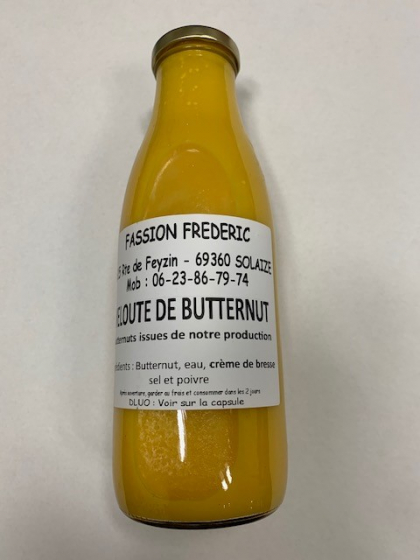 FASSION FREDERIC
Rte de Feyzin - 69360 SOLAIZE
Mob : 06-23-86-79-74
ELOUTE DE BUTTERNUT
ternuts issues de notre production
édients : Butternut, eau, crème de bresse
sel et poivre
Après ouverture, garder au frais et consommer dans les 2 jours
DLUO : Voir sur la capsule